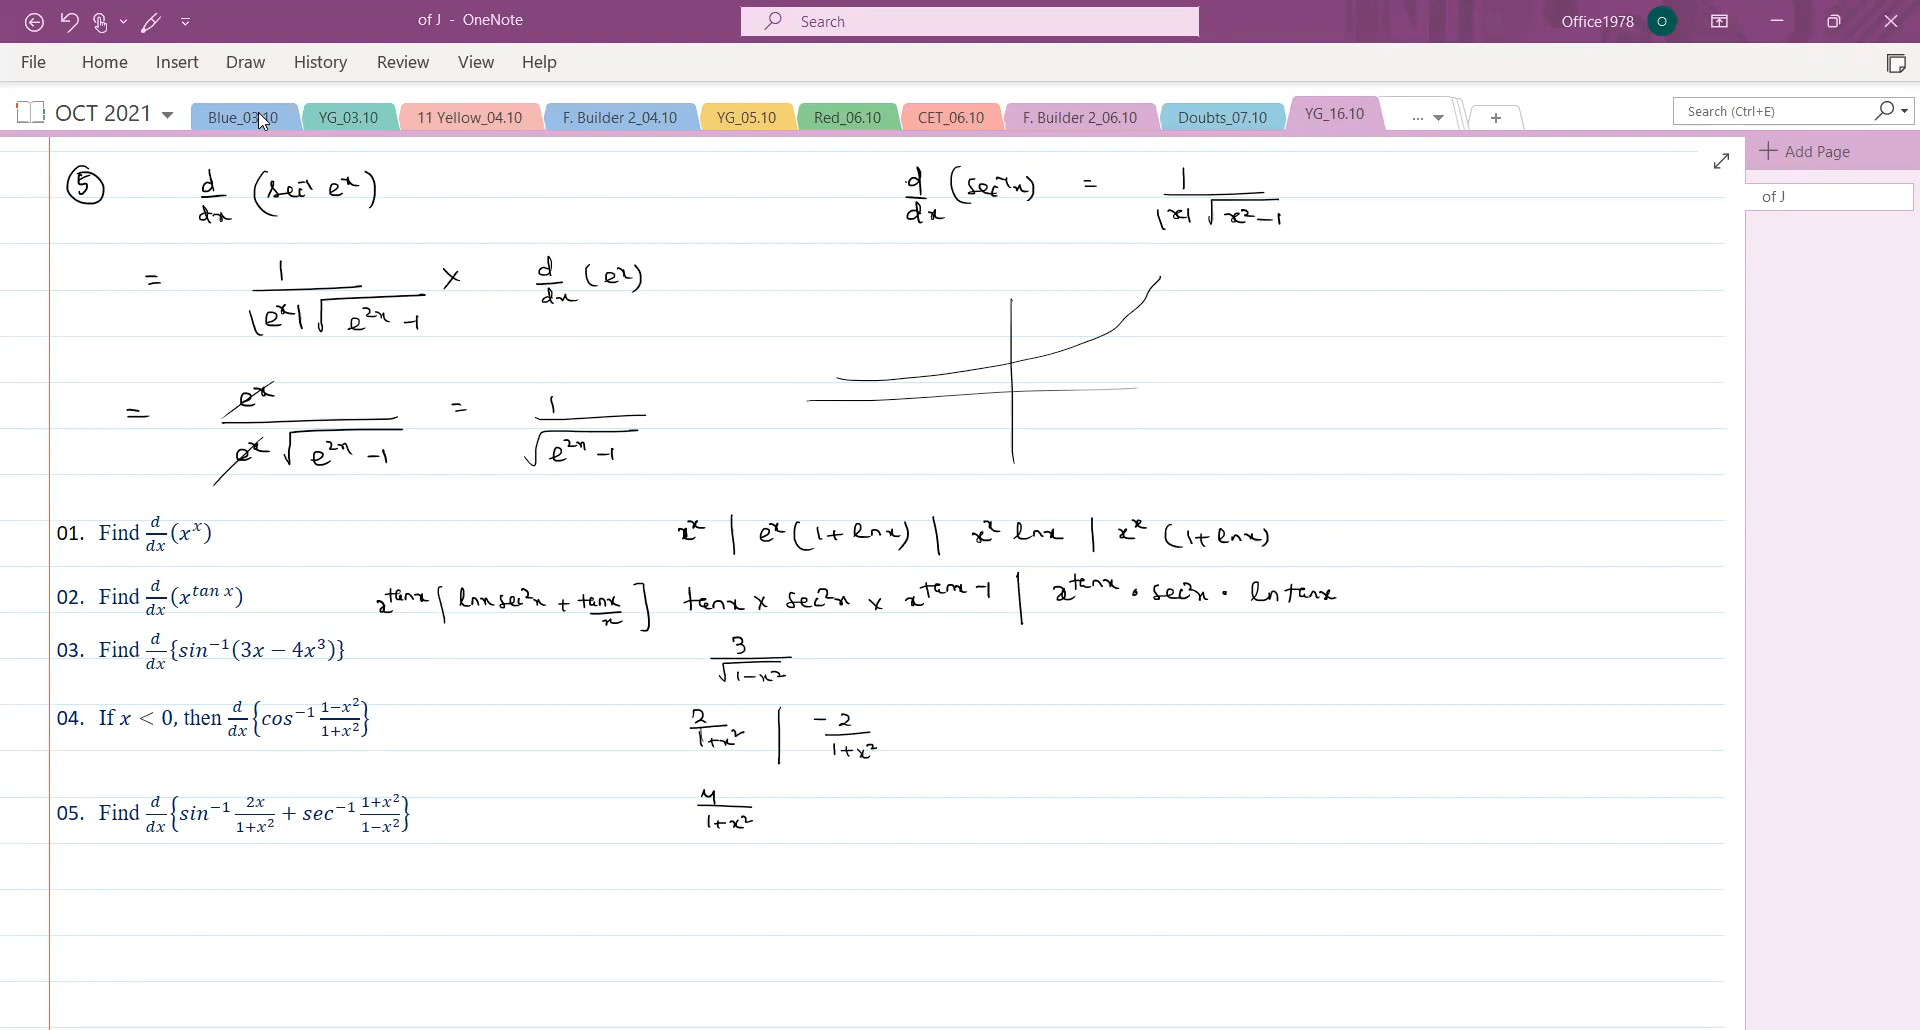 of J - OneNote
Search
Office1978
O
File Home Insert Draw History Review View Help
OCT 2021
Blue_03.10 YG_03.10 11 Yellow_04.10 F. Builder 2_04.10 YG_05.10 Red_06.10 CET_06.10 F. Builder 2_06.10 Doubts_07.10 YG_16.10 ... +
Search (Ctrl+E)
+ Add Page
of J
⑤ d/dx (sec⁻¹ eˣ) d/dx (sec⁻¹x) = 1/(|x| √(x²-1))
= 1/(|eˣ| √(e²ˣ -1)) × d/dx (eˣ)
= eˣ/(eˣ √(e²ˣ -1)) = 1/√(e²ˣ -1)
01. Find d/dx (xˣ) xˣ | eˣ (1+ lnx) | xˣ lnx | xˣ (1+ lnx)
02. Find d/dx (x^{tan x}) x^{tanx} [lnx sec²x + tanx/x] tanx × sec²x × x^{tanx -1} | x^{tanx} · sec²x · ln tanx
03. Find d/dx {sin⁻¹(3x − 4x³)} 3/√(1-x²)
04. If x < 0, then d/dx {cos⁻¹ (1−x²)/(1+x²)} 2/(1+x²) | -2/(1+x²)
05. Find d/dx {sin⁻¹ 2x/(1+x²) + sec⁻¹ (1+x²)/(1−x²)} 4/(1+x²)